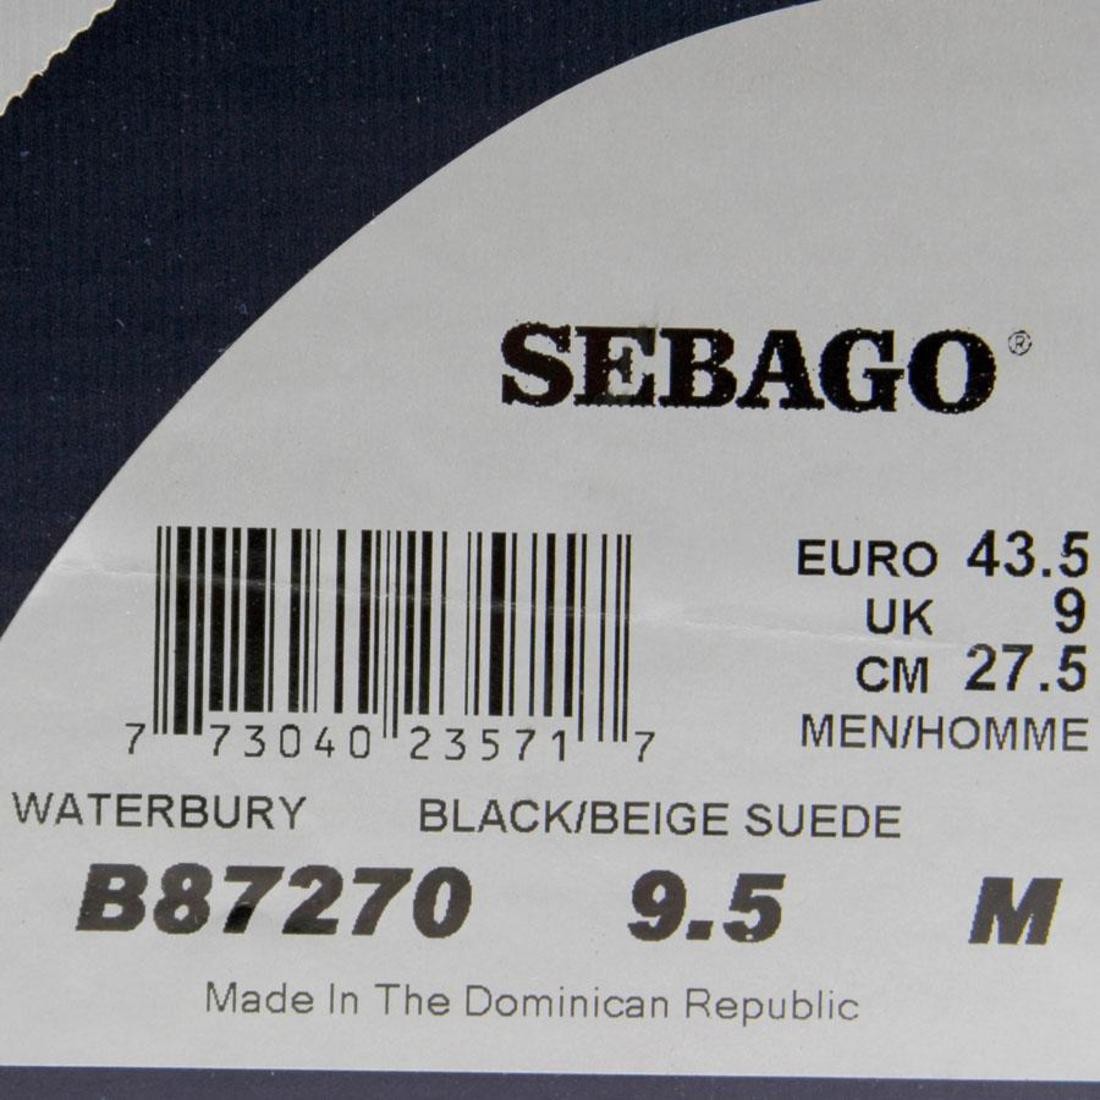 SEBAGO®
EURO 43.5
UK 9
CM 27.5
MEN/HOMME
7 73040 23571 7
WATERBURY BLACK/BEIGE SUEDE
B87270 9.5 M
Made In The Dominican Republic